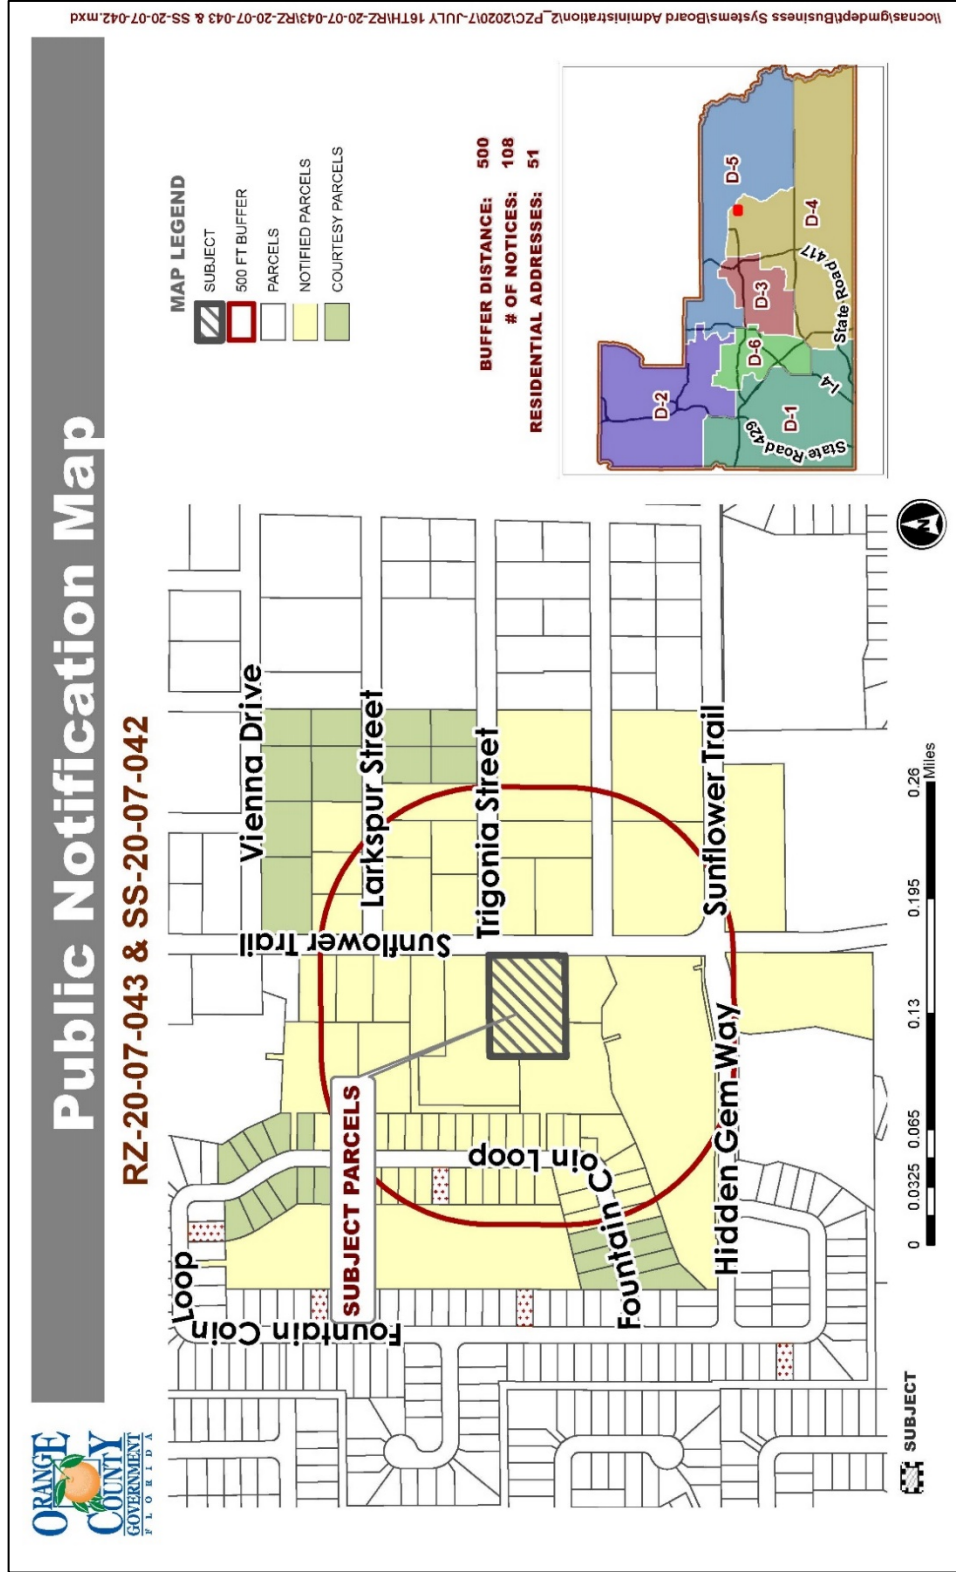 ORANGE
COUNTY
GOVERNMENT
FLORIDA
Public Notification Map
RZ-20-07-043 & SS-20-07-042
MAP LEGEND
SUBJECT
500 FT BUFFER
PARCELS
NOTIFIED PARCELS
COURTESY PARCELS
BUFFER DISTANCE: 500
# OF NOTICES: 108
RESIDENTIAL ADDRESSES: 51
Vienna Drive
Larkspur Street
Trigonia Street
Sunflower Trail
Sunflower Trail
Hidden Gem Way
Fountain Coin Loop
Fountain Coin
Loop
SUBJECT PARCELS
D-2
D-5
D-3
D-6
D-4
D-1
State Road 429
I-4
State Road 417
SUBJECT
0 0.0325 0.065 0.13 0.195 0.26
Miles
N
\\ocnas\gmdept\Business Systems\Board Administration\2_PZC\2020\7-JULY 16TH\RZ-20-07-043\RZ-20-07-043 & SS-20-07-042.mxd